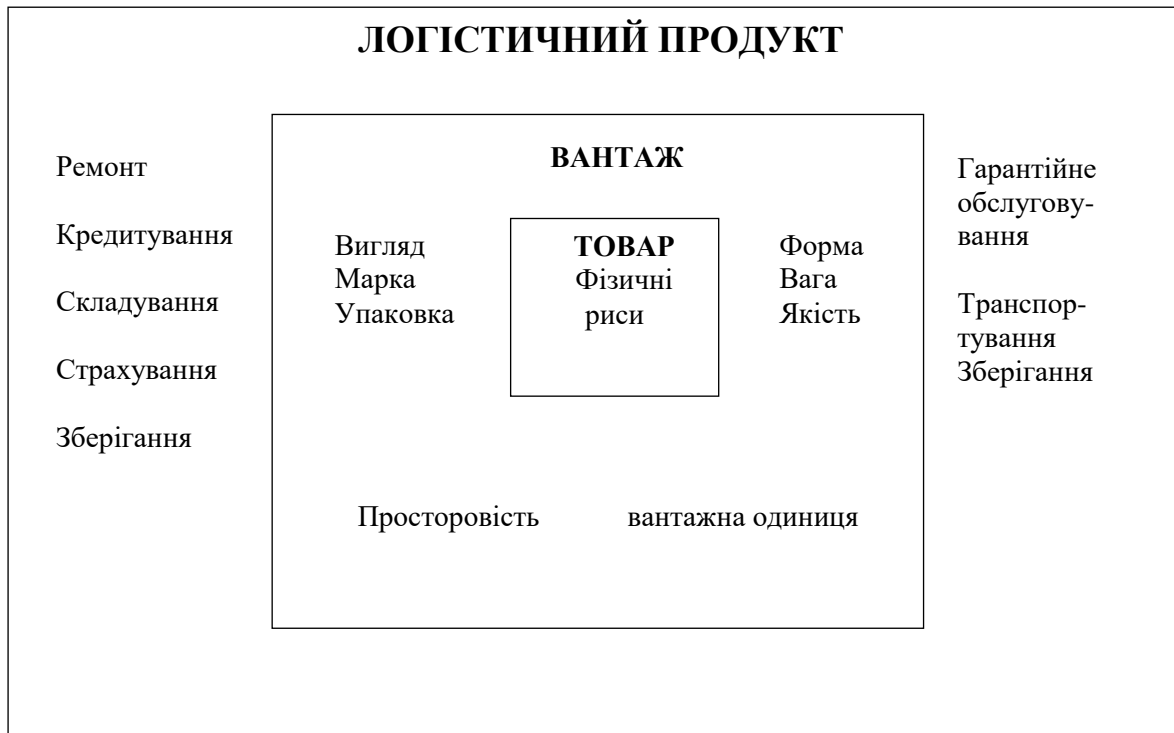 ЛОГІСТИЧНИЙ ПРОДУКТ
Ремонт
Кредитування
Складування
Страхування
Зберігання
ВАНТАЖ
Вигляд
Марка
Упаковка
ТОВАР
Фізичні
риси
Форма
Вага
Якість
Просторовість вантажна одиниця
Гарантійне
обслугову-
вання
Транспор-
тування
Зберігання